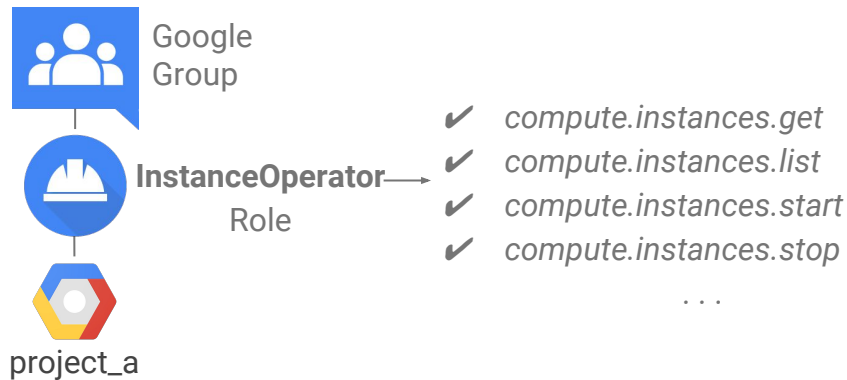 Google
Group
InstanceOperator
Role
✔ compute.instances.get
✔ compute.instances.list
✔ compute.instances.start
✔ compute.instances.stop
. . .
project_a